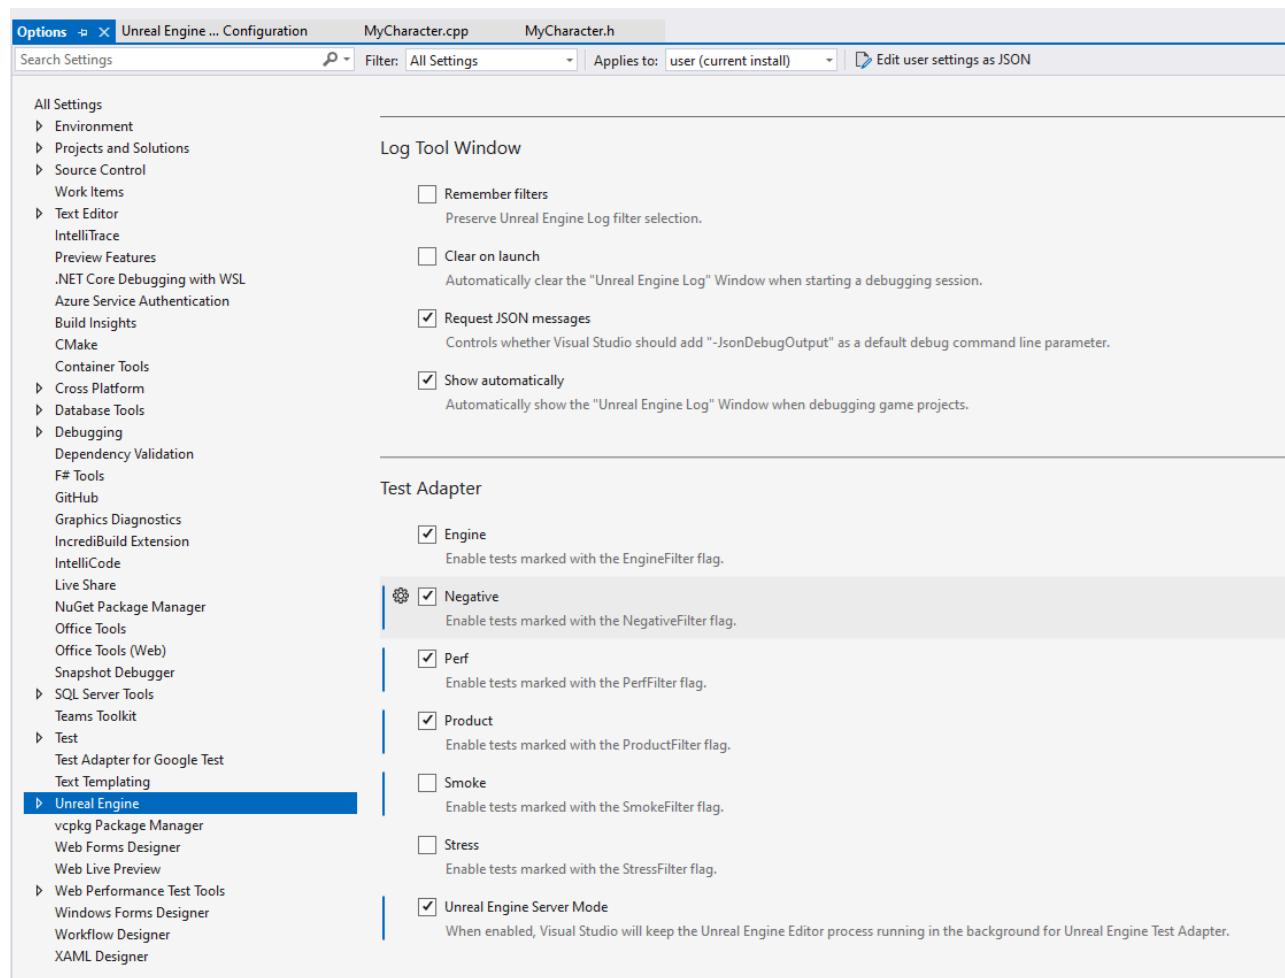 Options
Unreal Engine ... Configuration
MyCharacter.cpp
MyCharacter.h
Search Settings
Filter: All Settings
Applies to: user (current install)
Edit user settings as JSON
All Settings
Environment
Projects and Solutions
Source Control
Work Items
Text Editor
IntelliTrace
Preview Features
.NET Core Debugging with WSL
Azure Service Authentication
Build Insights
CMake
Container Tools
Cross Platform
Database Tools
Debugging
Dependency Validation
F# Tools
GitHub
Graphics Diagnostics
IncrediBuild Extension
IntelliCode
Live Share
NuGet Package Manager
Office Tools
Office Tools (Web)
Snapshot Debugger
SQL Server Tools
Teams Toolkit
Test
Test Adapter for Google Test
Text Templating
Unreal Engine
vcpkg Package Manager
Web Forms Designer
Web Live Preview
Web Performance Test Tools
Windows Forms Designer
Workflow Designer
XAML Designer
Log Tool Window
Remember filters
Preserve Unreal Engine Log filter selection.
Clear on launch
Automatically clear the "Unreal Engine Log" Window when starting a debugging session.
Request JSON messages
Controls whether Visual Studio should add "-JsonDebugOutput" as a default debug command line parameter.
Show automatically
Automatically show the "Unreal Engine Log" Window when debugging game projects.
Test Adapter
Engine
Enable tests marked with the EngineFilter flag.
Negative
Enable tests marked with the NegativeFilter flag.
Perf
Enable tests marked with the PerfFilter flag.
Product
Enable tests marked with the ProductFilter flag.
Smoke
Enable tests marked with the SmokeFilter flag.
Stress
Enable tests marked with the StressFilter flag.
Unreal Engine Server Mode
When enabled, Visual Studio will keep the Unreal Engine Editor process running in the background for Unreal Engine Test Adapter.